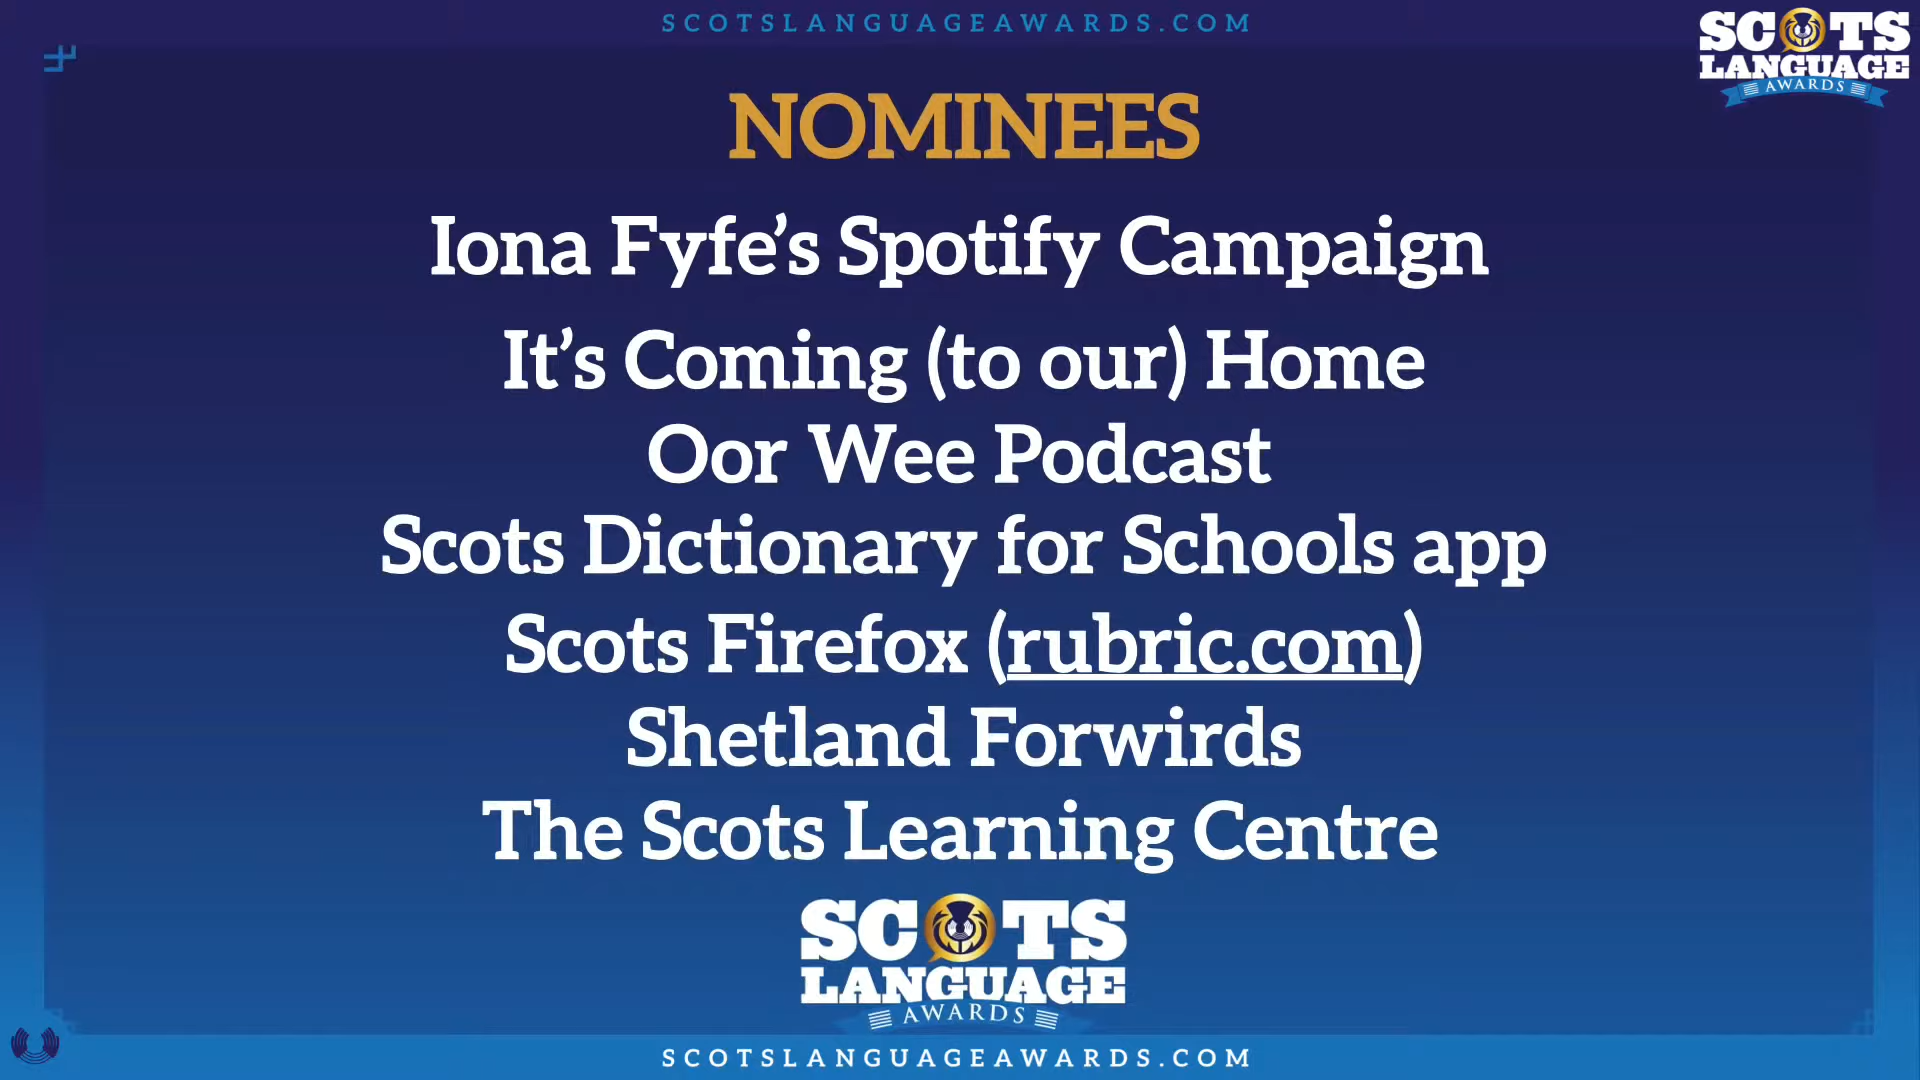 SCOTSLANGUAGEAWARDS.COM
SCOTS
LANGUAGE
AWARDS
NOMINEES
Iona Fyfe’s Spotify Campaign
It’s Coming (to our) Home
Oor Wee Podcast
Scots Dictionary for Schools app
Scots Firefox (rubric.com)
Shetland Forwirds
The Scots Learning Centre
SCOTS
LANGUAGE
AWARDS
SCOTSLANGUAGEAWARDS.COM